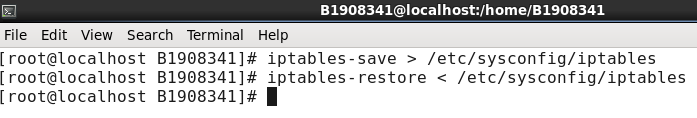 B1908341@localhost:/home/B1908341
File Edit View Search Terminal Help
[root@localhost B1908341]# iptables-save > /etc/sysconfig/iptables
[root@localhost B1908341]# iptables-restore < /etc/sysconfig/iptables
[root@localhost B1908341]#